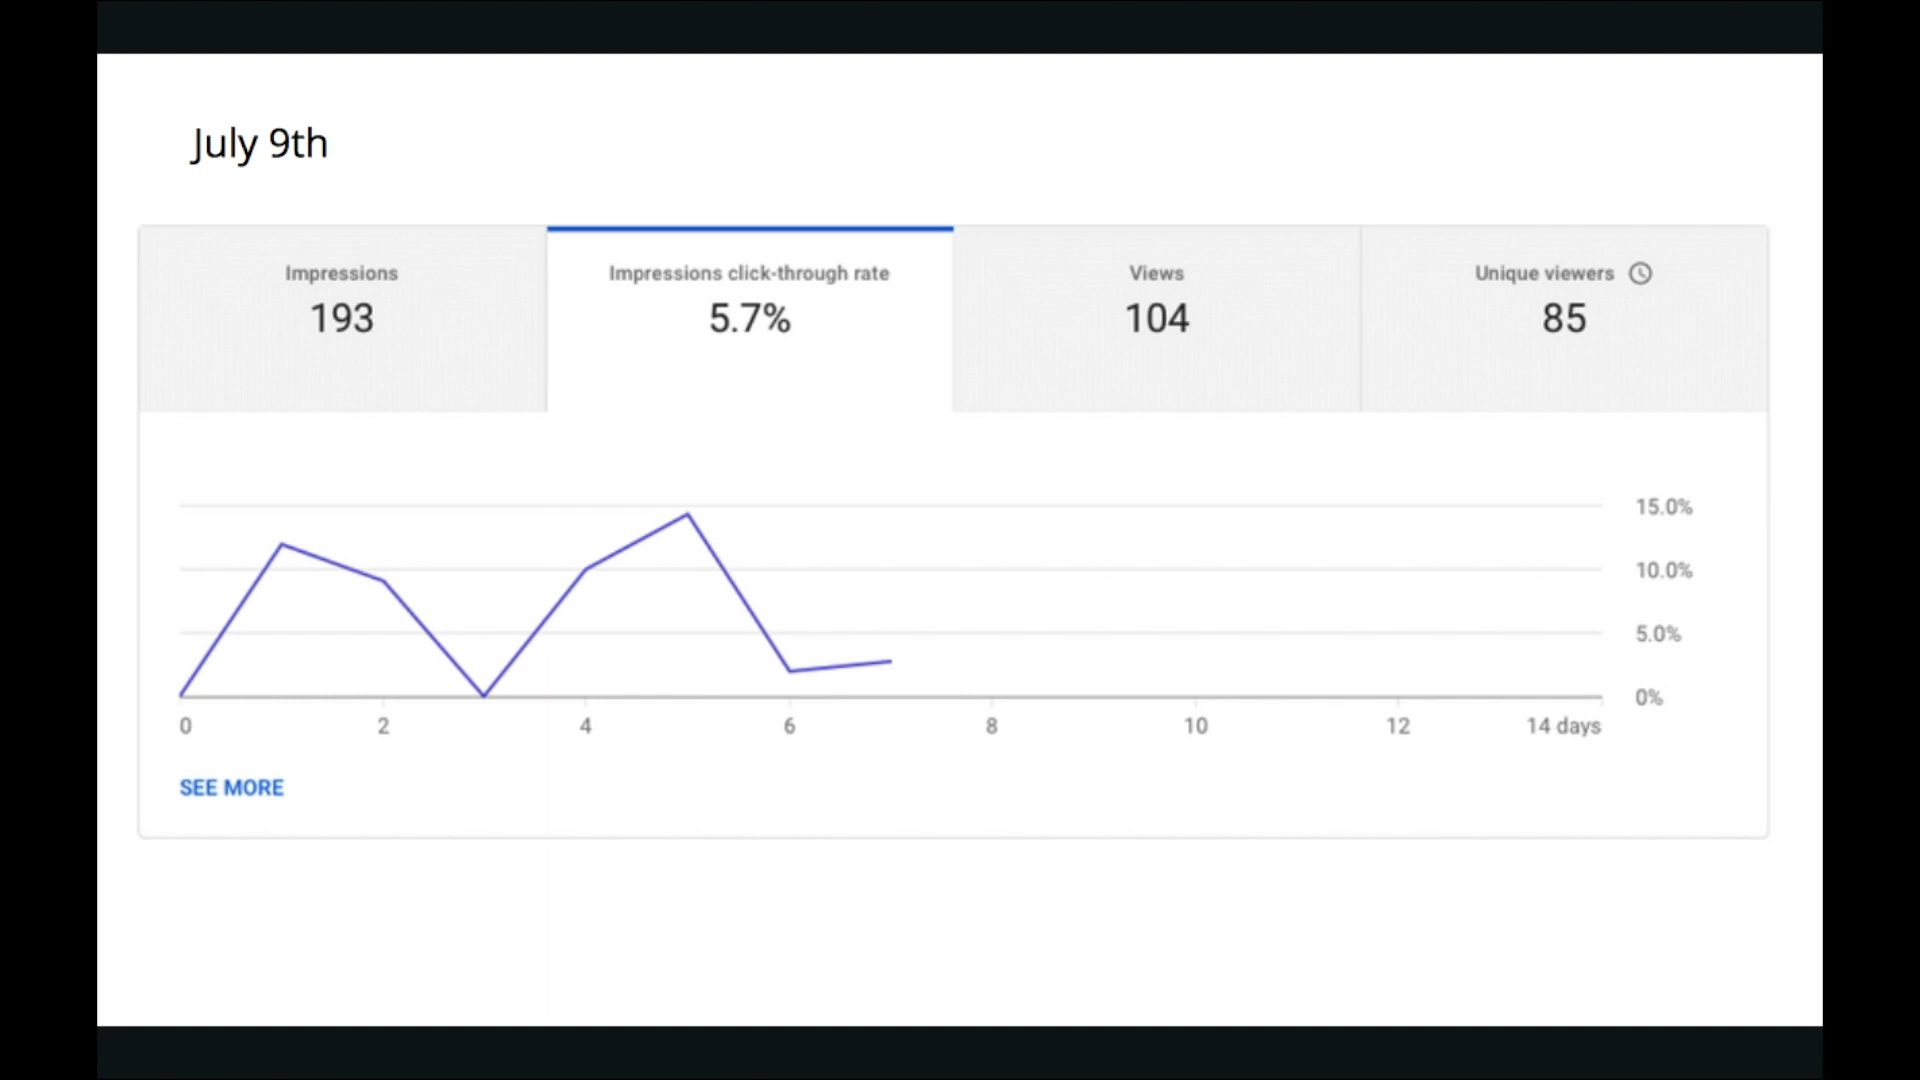 July 9th
Impressions
193
Impressions click-through rate
5.7%
Views
104
Unique viewers
85
15.0%
10.0%
5.0%
0%
0 2 4 6 8 10 12 14 days
SEE MORE